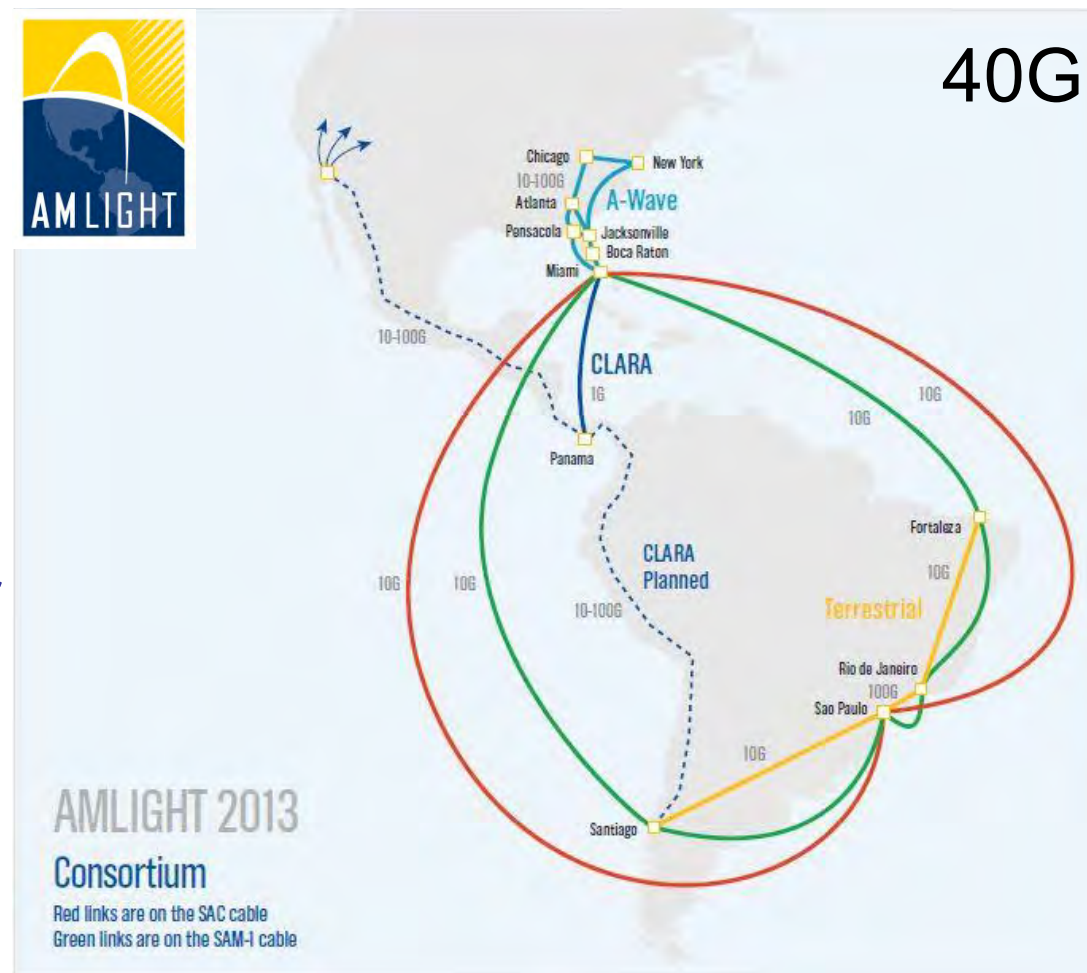 AMLIGHT
40G
Chicago
New York
10-100G
Atlanta
A-Wave
Pensacola
Jacksonville
Boca Raton
Miami
10-100G
CLARA
1G
10G
10G
Panama
Fortaleza
CLARA
Planned
10G
10G
10G
10-100G
Terrestrial
Rio de Janeiro
100G
Sao Paulo
10G
Santiago
AMLIGHT 2013
Consortium
Red links are on the SAC cable
Green links are on the SAM-1 cable